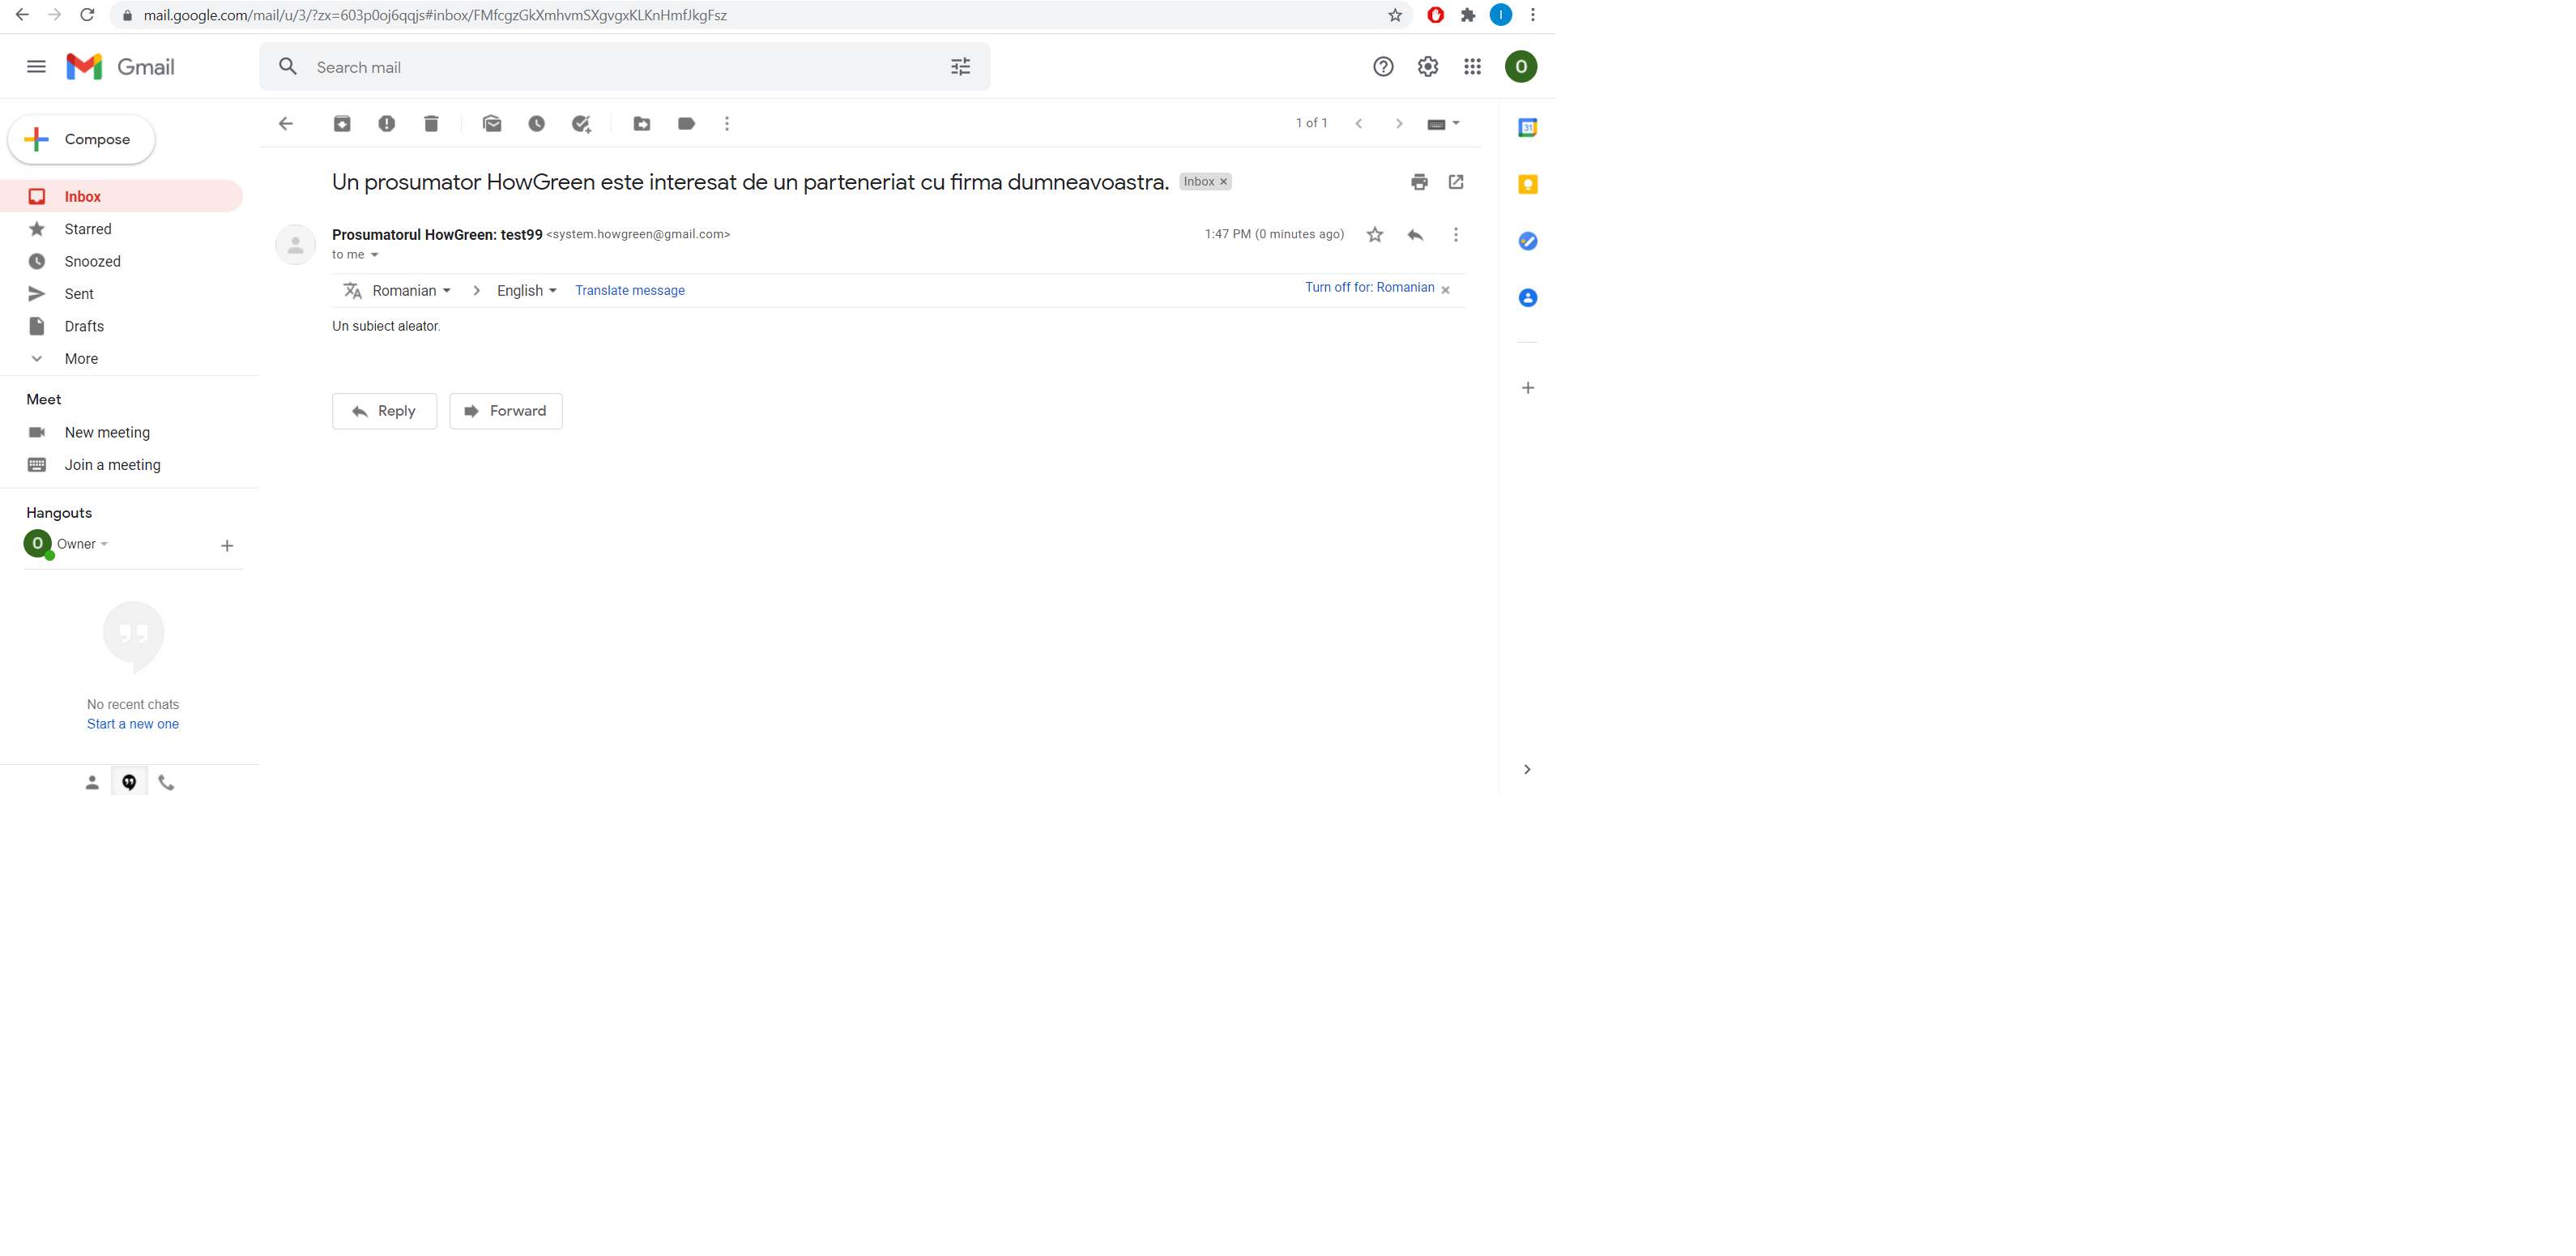 mail.google.com/mail/u/3/?zx=603p0oj6qqjs#inbox/FMfcgzGkXmhvmSXgvgxKLKnHmfJkgFsz
I
Gmail
Search mail
O
Compose
1 of 1
31
Un prosumator HowGreen este interesat de un parteneriat cu firma dumneavoastra.
Inbox ×
Inbox
Starred
Snoozed
Sent
Drafts
More
Prosumatorul HowGreen: test99 <system.howgreen@gmail.com>
1:47 PM (0 minutes ago)
to me
Romanian > English Translate message
Turn off for: Romanian ×
Un subiect aleator.
Reply
Forward
Meet
New meeting
Join a meeting
Hangouts
O
Owner
No recent chats
Start a new one